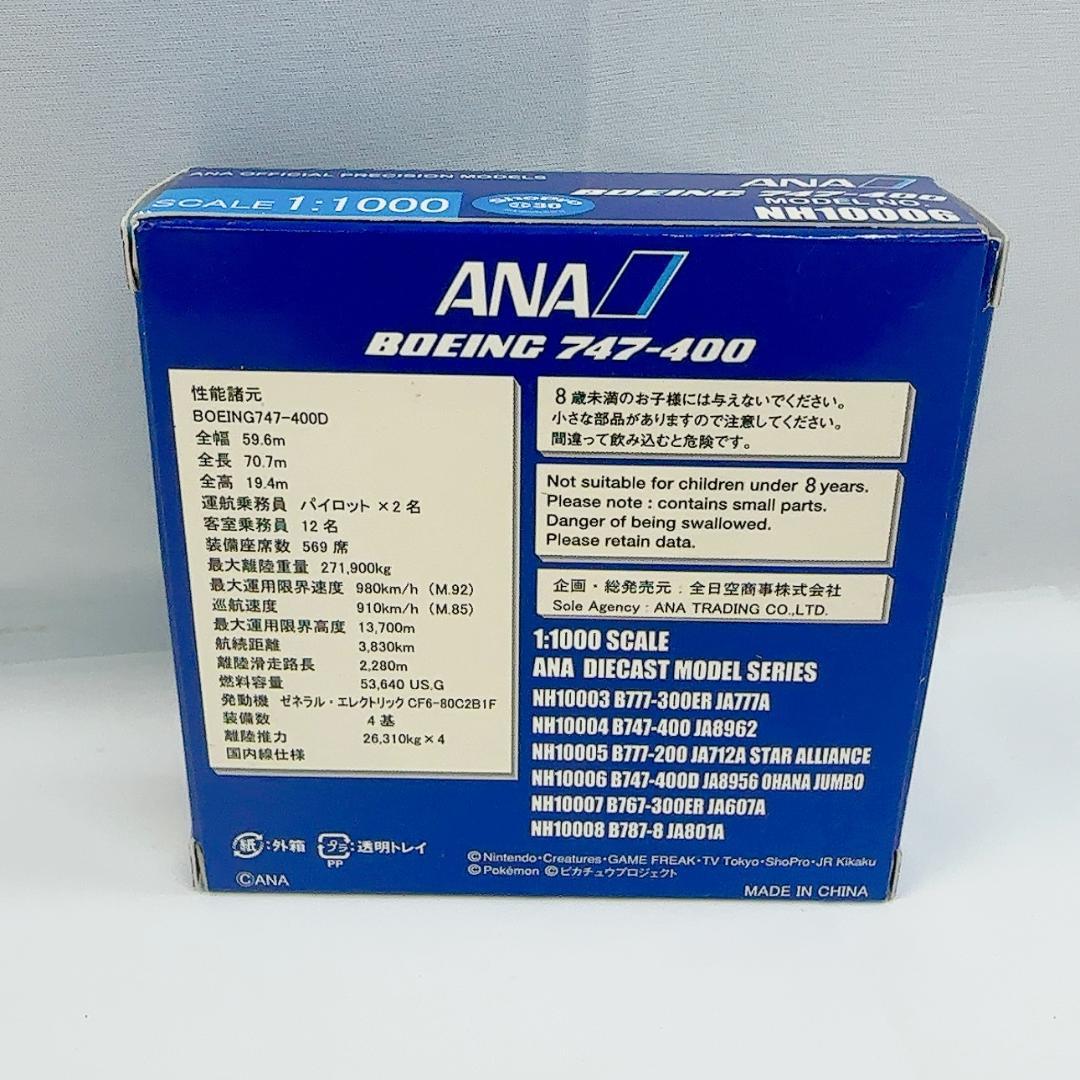 ANA OFFICIAL PRECISION MODELS
SCALE 1:1000
ShoPro
©30
ANA
BOEING 747-400
MODEL NO.
NH10006
ANA
BOEING 747-400
性能諸元
BOEING747-400D
全幅 59.6m
全長 70.7m
全高 19.4m
運航乗務員 パイロット×2名
客室乗務員 12名
装備座席数 569席
最大離陸重量 271,900kg
最大運用限界速度 980km/h (M.92)
巡航速度 910km/h (M.85)
最大運用限界高度 13,700m
航続距離 3,830km
離陸滑走路長 2,280m
燃料容量 53,640 US.G
発動機 ゼネラル・エレクトリック CF6-80C2B1F
装備数 4基
離陸推力 26,310kg×4
国内線仕様
8歳未満のお子様には与えないでください。
小さな部品がありますので注意してください。
間違って飲み込むと危険です。
Not suitable for children under 8 years.
Please note : contains small parts.
Danger of being swallowed.
Please retain data.
企画・総発売元 : 全日空商事株式会社
Sole Agency : ANA TRADING CO.,LTD.
1:1000 SCALE
ANA DIECAST MODEL SERIES
NH10003 B777-300ER JA777A
NH10004 B747-400 JA8962
NH10005 B777-200 JA712A STAR ALLIANCE
NH10006 B747-400D JA8956 OHANA JUMBO
NH10007 B767-300ER JA607A
NH10008 B787-8 JA801A
紙:外箱 プラ:透明トレイ
PP
©ANA
©Nintendo・Creatures・GAME FREAK・TV Tokyo・ShoPro・JR Kikaku
©Pokémon ©ピカチュウプロジェクト
MADE IN CHINA